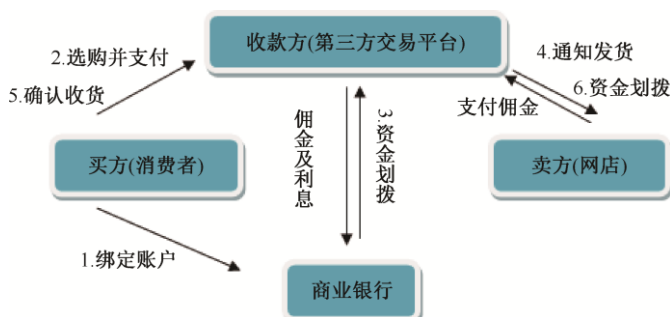 收款方(第三方交易平台)
2.选购并支付
5.确认收货
4.通知发货
6.资金划拨
支付佣金
佣金及利息
3.资金划拨
买方(消费者)
卖方(网店)
1.绑定账户
商业银行